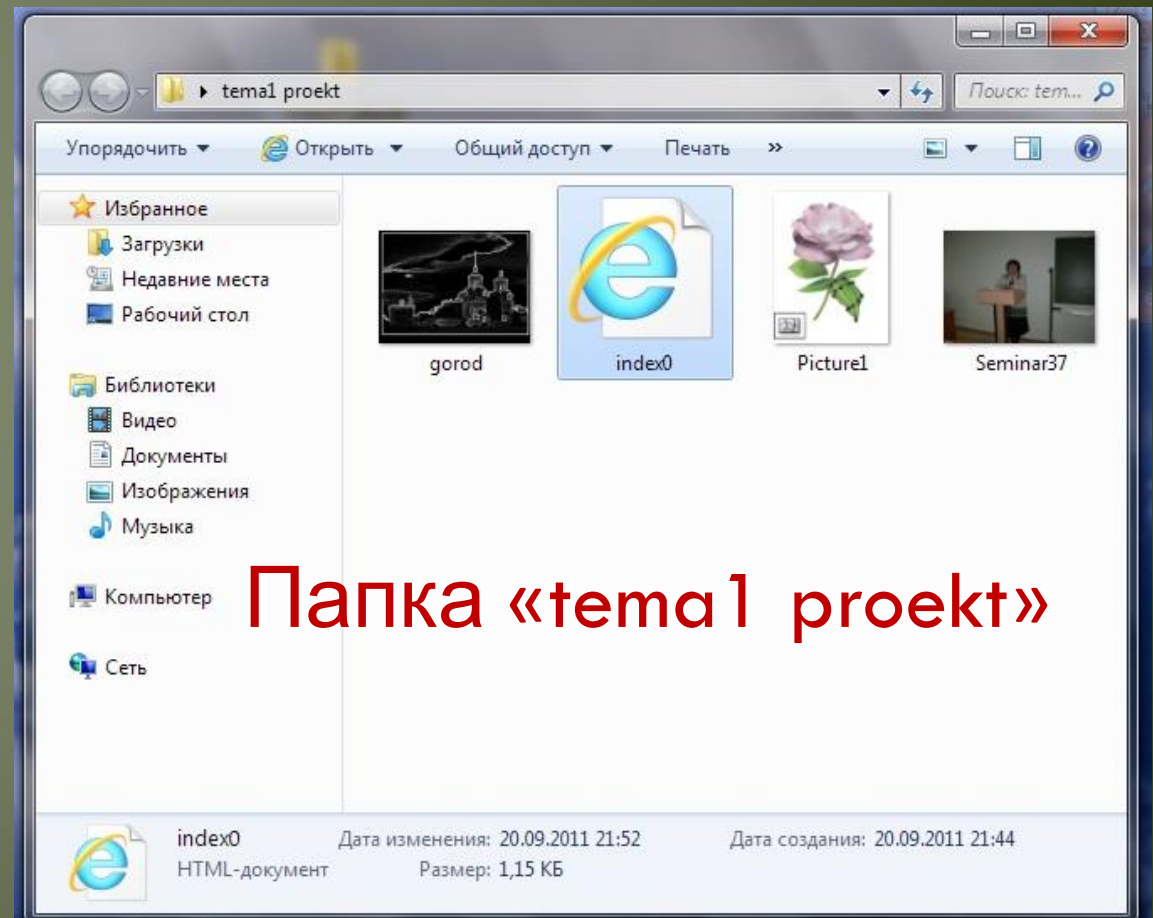 tema1 proekt
Поиск: tem...
Упорядочить Открыть Общий доступ Печать »
Избранное
Загрузки
Недавние места
Рабочий стол
Библиотеки
Видео
Документы
Изображения
Музыка
Компьютер
Сеть
gorod index0 Picture1 Seminar37
Папка «tema1 proekt»
index0 Дата изменения: 20.09.2011 21:52 Дата создания: 20.09.2011 21:44
HTML-документ Размер: 1,15 КБ